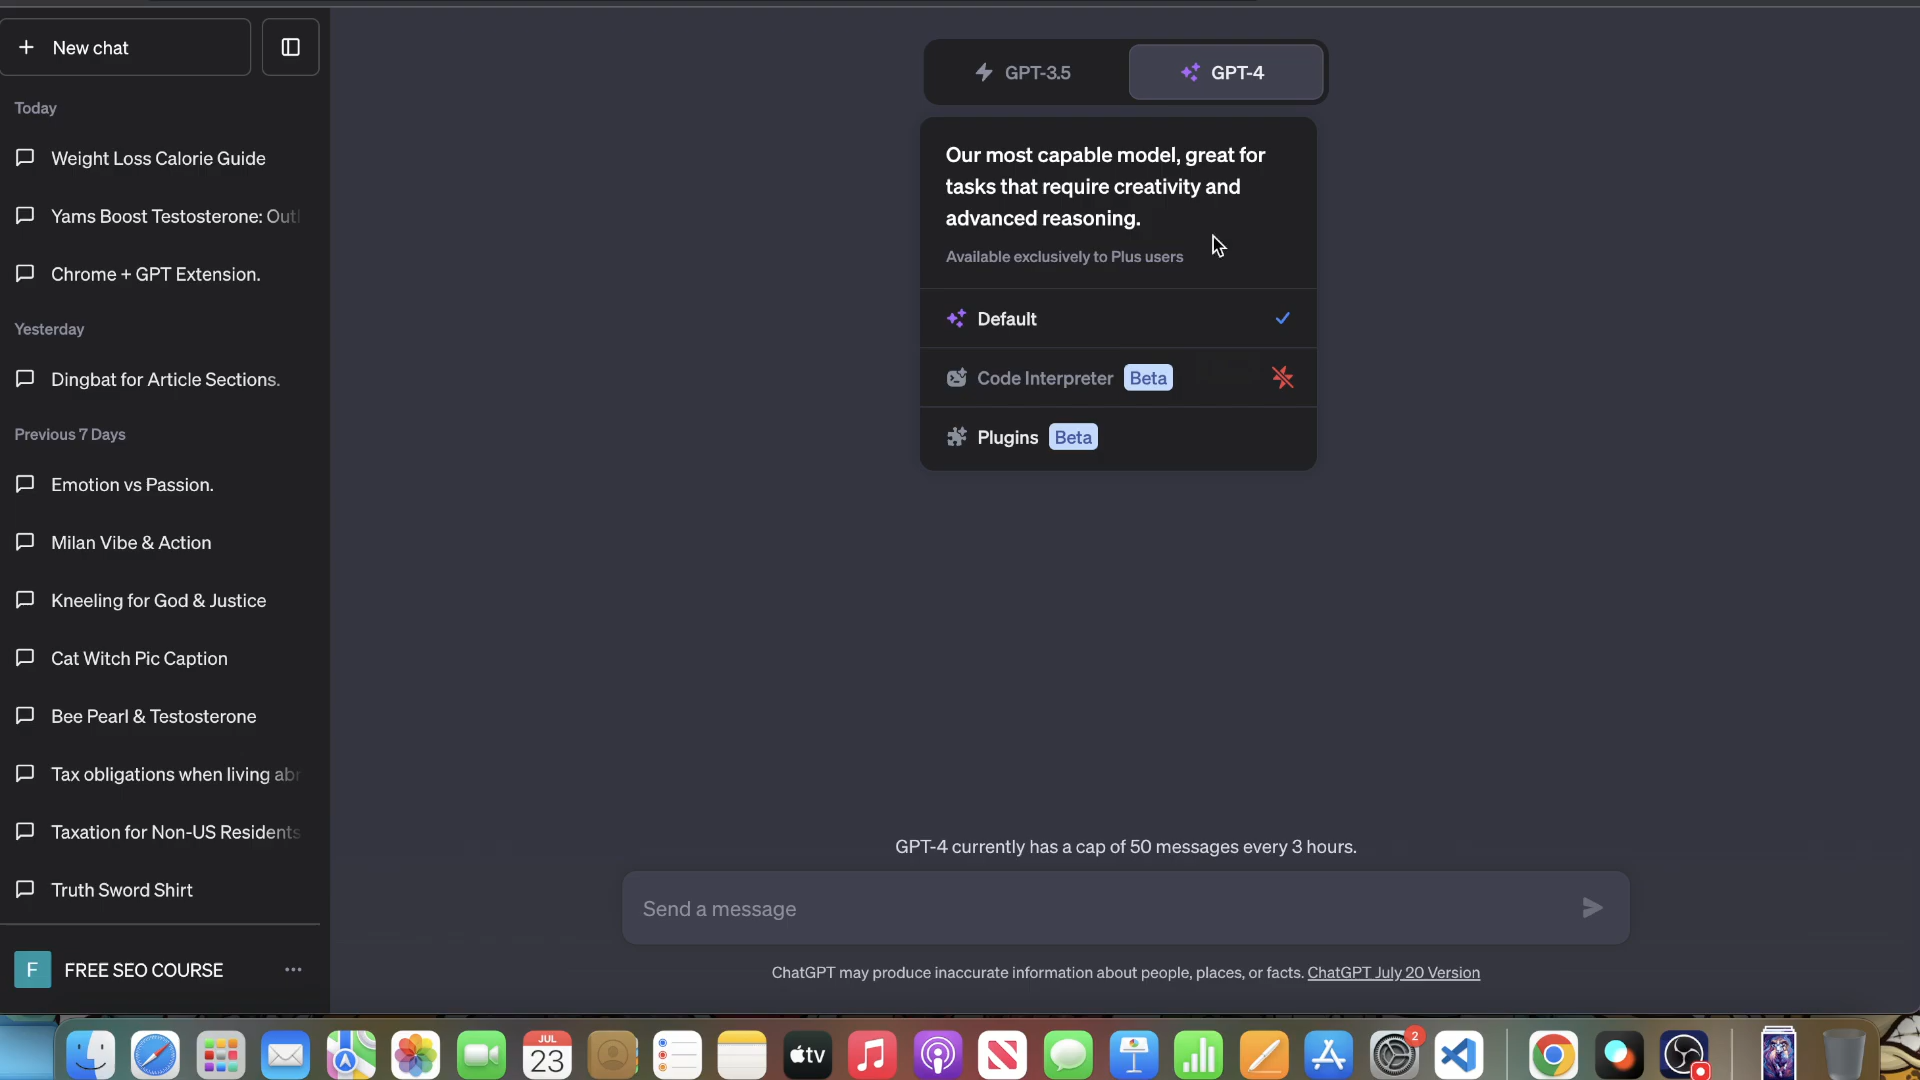 New chat
Today
Weight Loss Calorie Guide
Yams Boost Testosterone: Out
Chrome + GPT Extension.
Yesterday
Dingbat for Article Sections.
Previous 7 Days
Emotion vs Passion.
Milan Vibe & Action
Kneeling for God & Justice
Cat Witch Pic Caption
Bee Pearl & Testosterone
Tax obligations when living abr
Taxation for Non-US Residents
Truth Sword Shirt
F FREE SEO COURSE
GPT-3.5
GPT-4
Our most capable model, great for
tasks that require creativity and
advanced reasoning.
Available exclusively to Plus users
Default
Code Interpreter Beta
Plugins Beta
GPT-4 currently has a cap of 50 messages every 3 hours.
Send a message
ChatGPT may produce inaccurate information about people, places, or facts. ChatGPT July 20 Version
JUL
23
tv
2